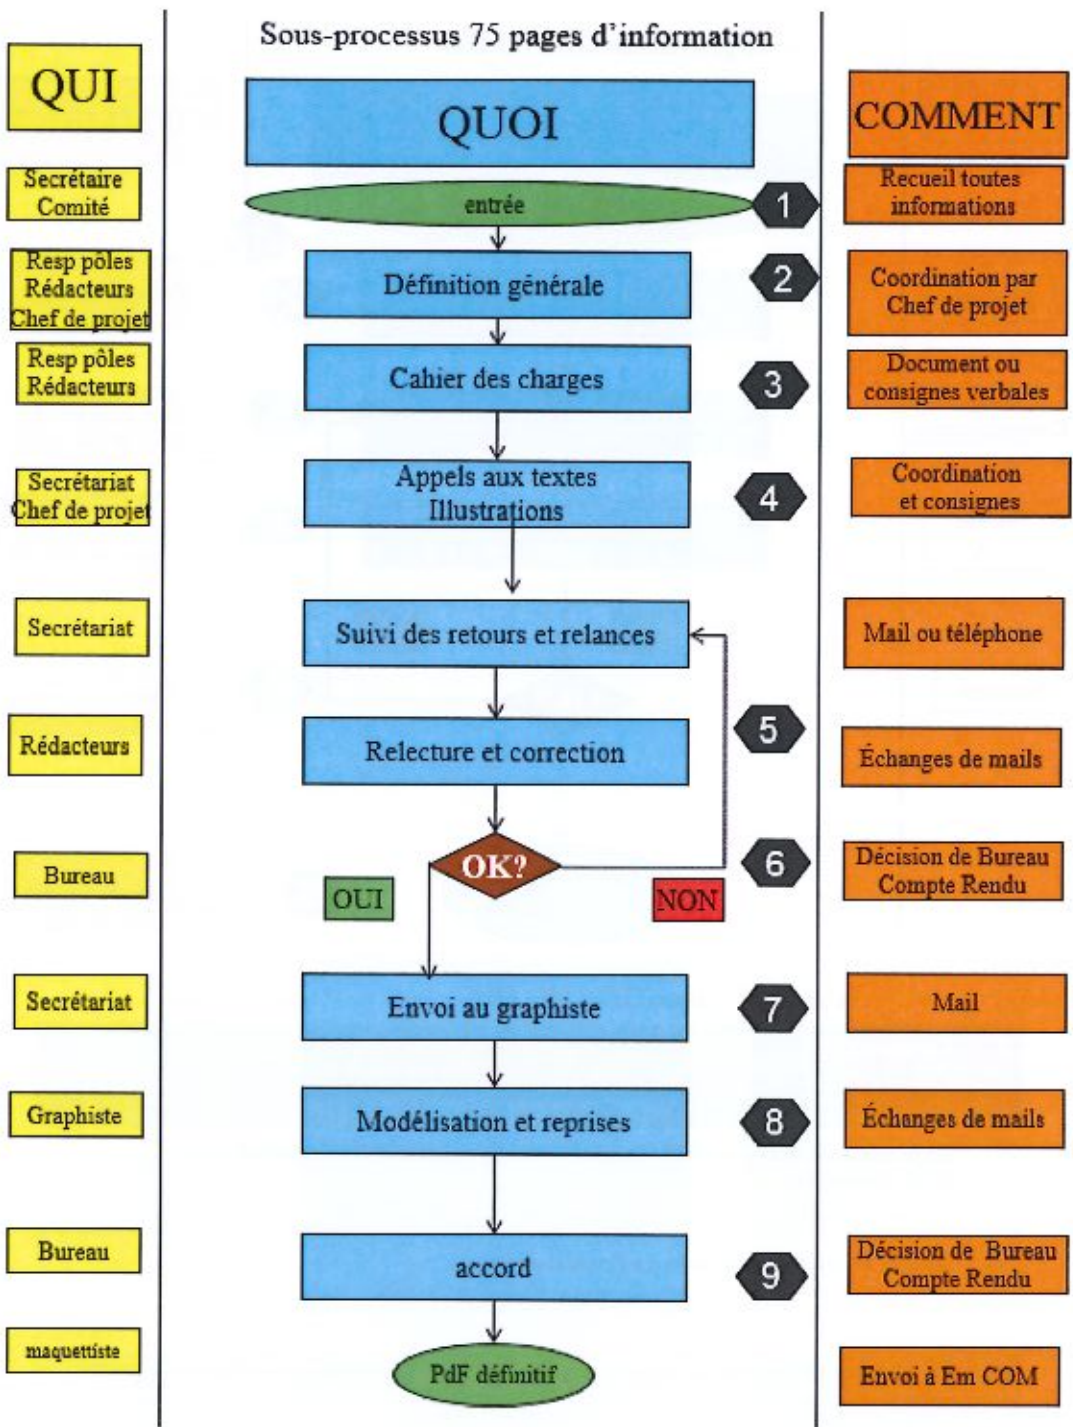 Sous-processus 75 pages d'information
QUI
QUOI
COMMENT
Secrétaire
Comité
entrée
1
Recueil toutes
informations
Resp pôles
Rédacteurs
Chef de projet
Définition générale
2
Coordination par
Chef de projet
Resp pôles
Rédacteurs
Cahier des charges
3
Document ou
consignes verbales
Secrétariat
Chef de projet
Appels aux textes
Illustrations
4
Coordination
et consignes
Secrétariat
Suivi des retours et relances
Mail ou téléphone
Rédacteurs
Relecture et correction
5
Échanges de mails
Bureau
OK?
6
Décision de Bureau
Compte Rendu
OUI
NON
Secrétariat
Envoi au graphiste
7
Mail
Graphiste
Modélisation et reprises
8
Échanges de mails
Bureau
accord
9
Décision de Bureau
Compte Rendu
maquettiste
PdF définitif
Envoi à Em COM